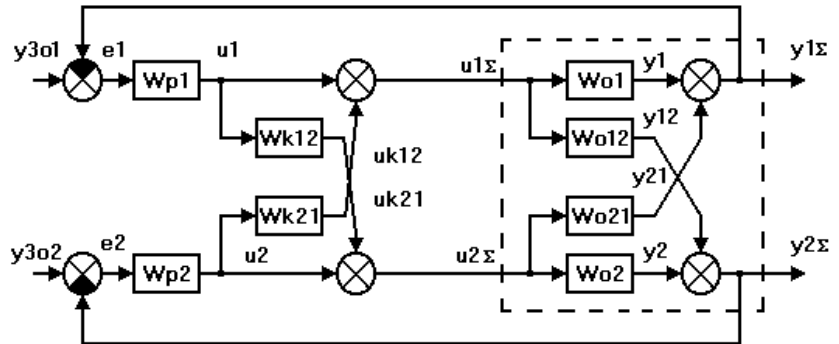 y3o1
e1
Wp1
u1
u1Σ
Wo1
y1
y1Σ
Wk12
uk12
Wo12
y12
Wk21
uk21
Wo21
y21
y3o2
e2
Wp2
u2
u2Σ
Wo2
y2
y2Σ